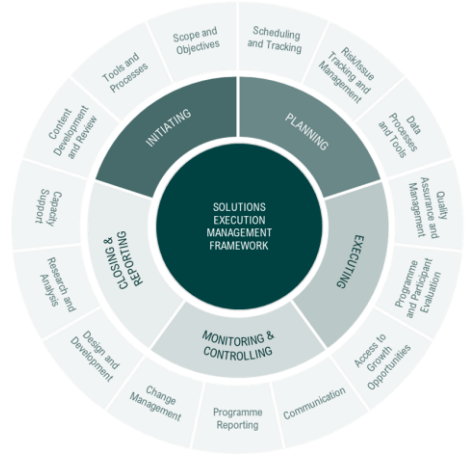 SOLUTIONS
EXECUTION
MANAGEMENT
FRAMEWORK
INITIATING
PLANNING
EXECUTING
MONITORING &
CONTROLLING
CLOSING &
REPORTING
Scope and
Objectives
Scheduling
and Tracking
Risk/Issue
Tracking and
Management
Data
Processes
and Tools
Quality
Assurance and
Management
Programme
and Participant
Evaluation
Access to
Growth
Opportunities
Communication
Programme
Reporting
Change
Management
Design and
Development
Research and
Analysis
Capacity
Support
Content
Development
and Review
Tools and
Processes